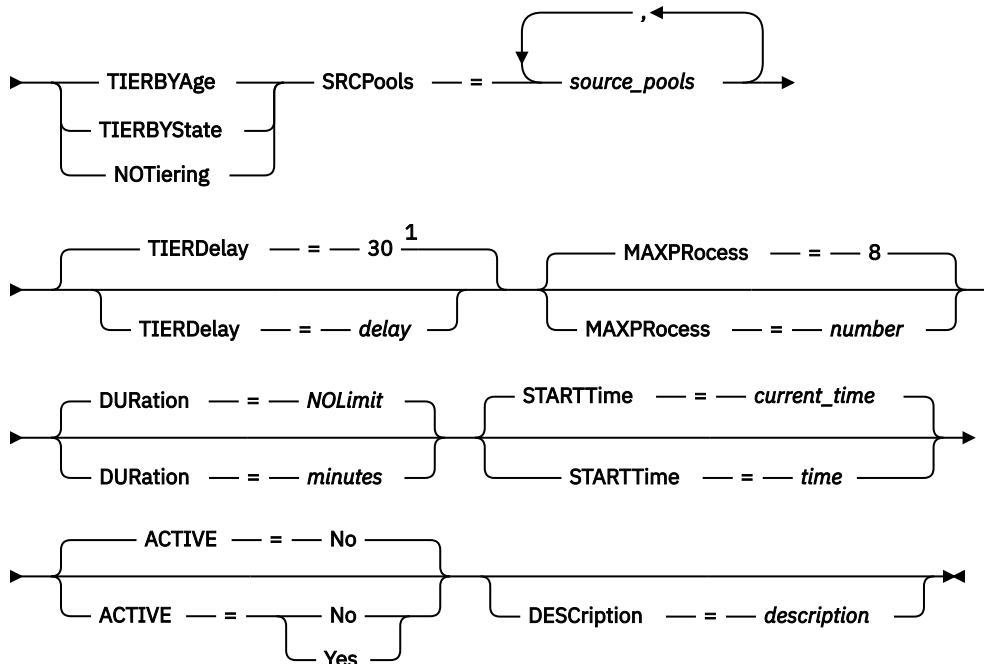 ,
TIERBYAge SRCPools = source_pools
TIERBYState
NOTiering
TIERDelay = 30 1 MAXPRocess = 8
TIERDelay = delay MAXPRocess = number
DURation = NOLimit STARTTime = current_time
DURation = minutes STARTTime = time
ACTIVE = No
ACTIVE = No DESCription = description
Yes